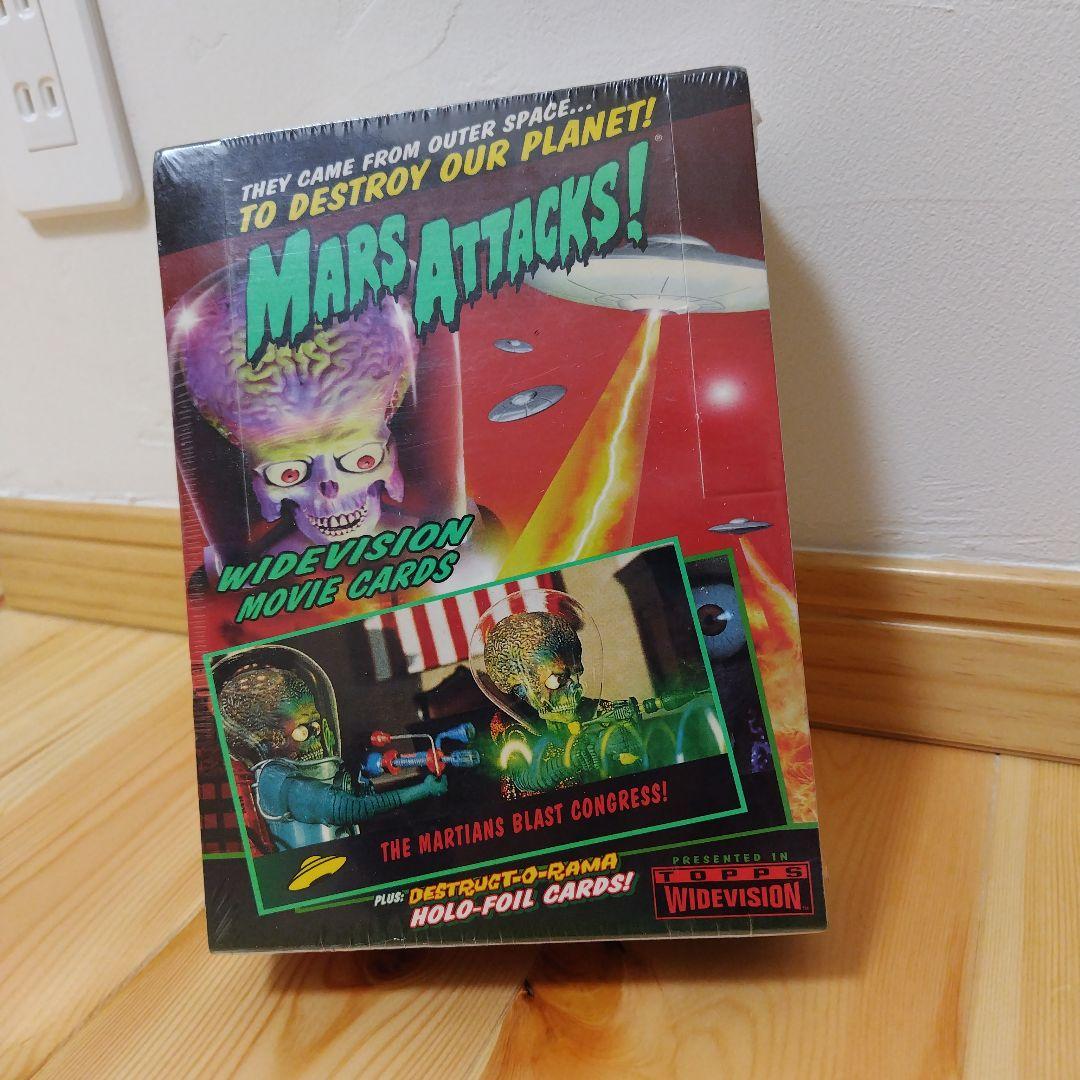 THEY CAME FROM OUTER SPACE...
TO DESTROY OUR PLANET!
MARS ATTACKS!®
WIDEVISION
MOVIE CARDS
THE MARTIANS BLAST CONGRESS!
PLUS: DESTRUCT-O-RAMA
HOLO-FOIL CARDS!
PRESENTED IN
TOPPS
WIDEVISION™